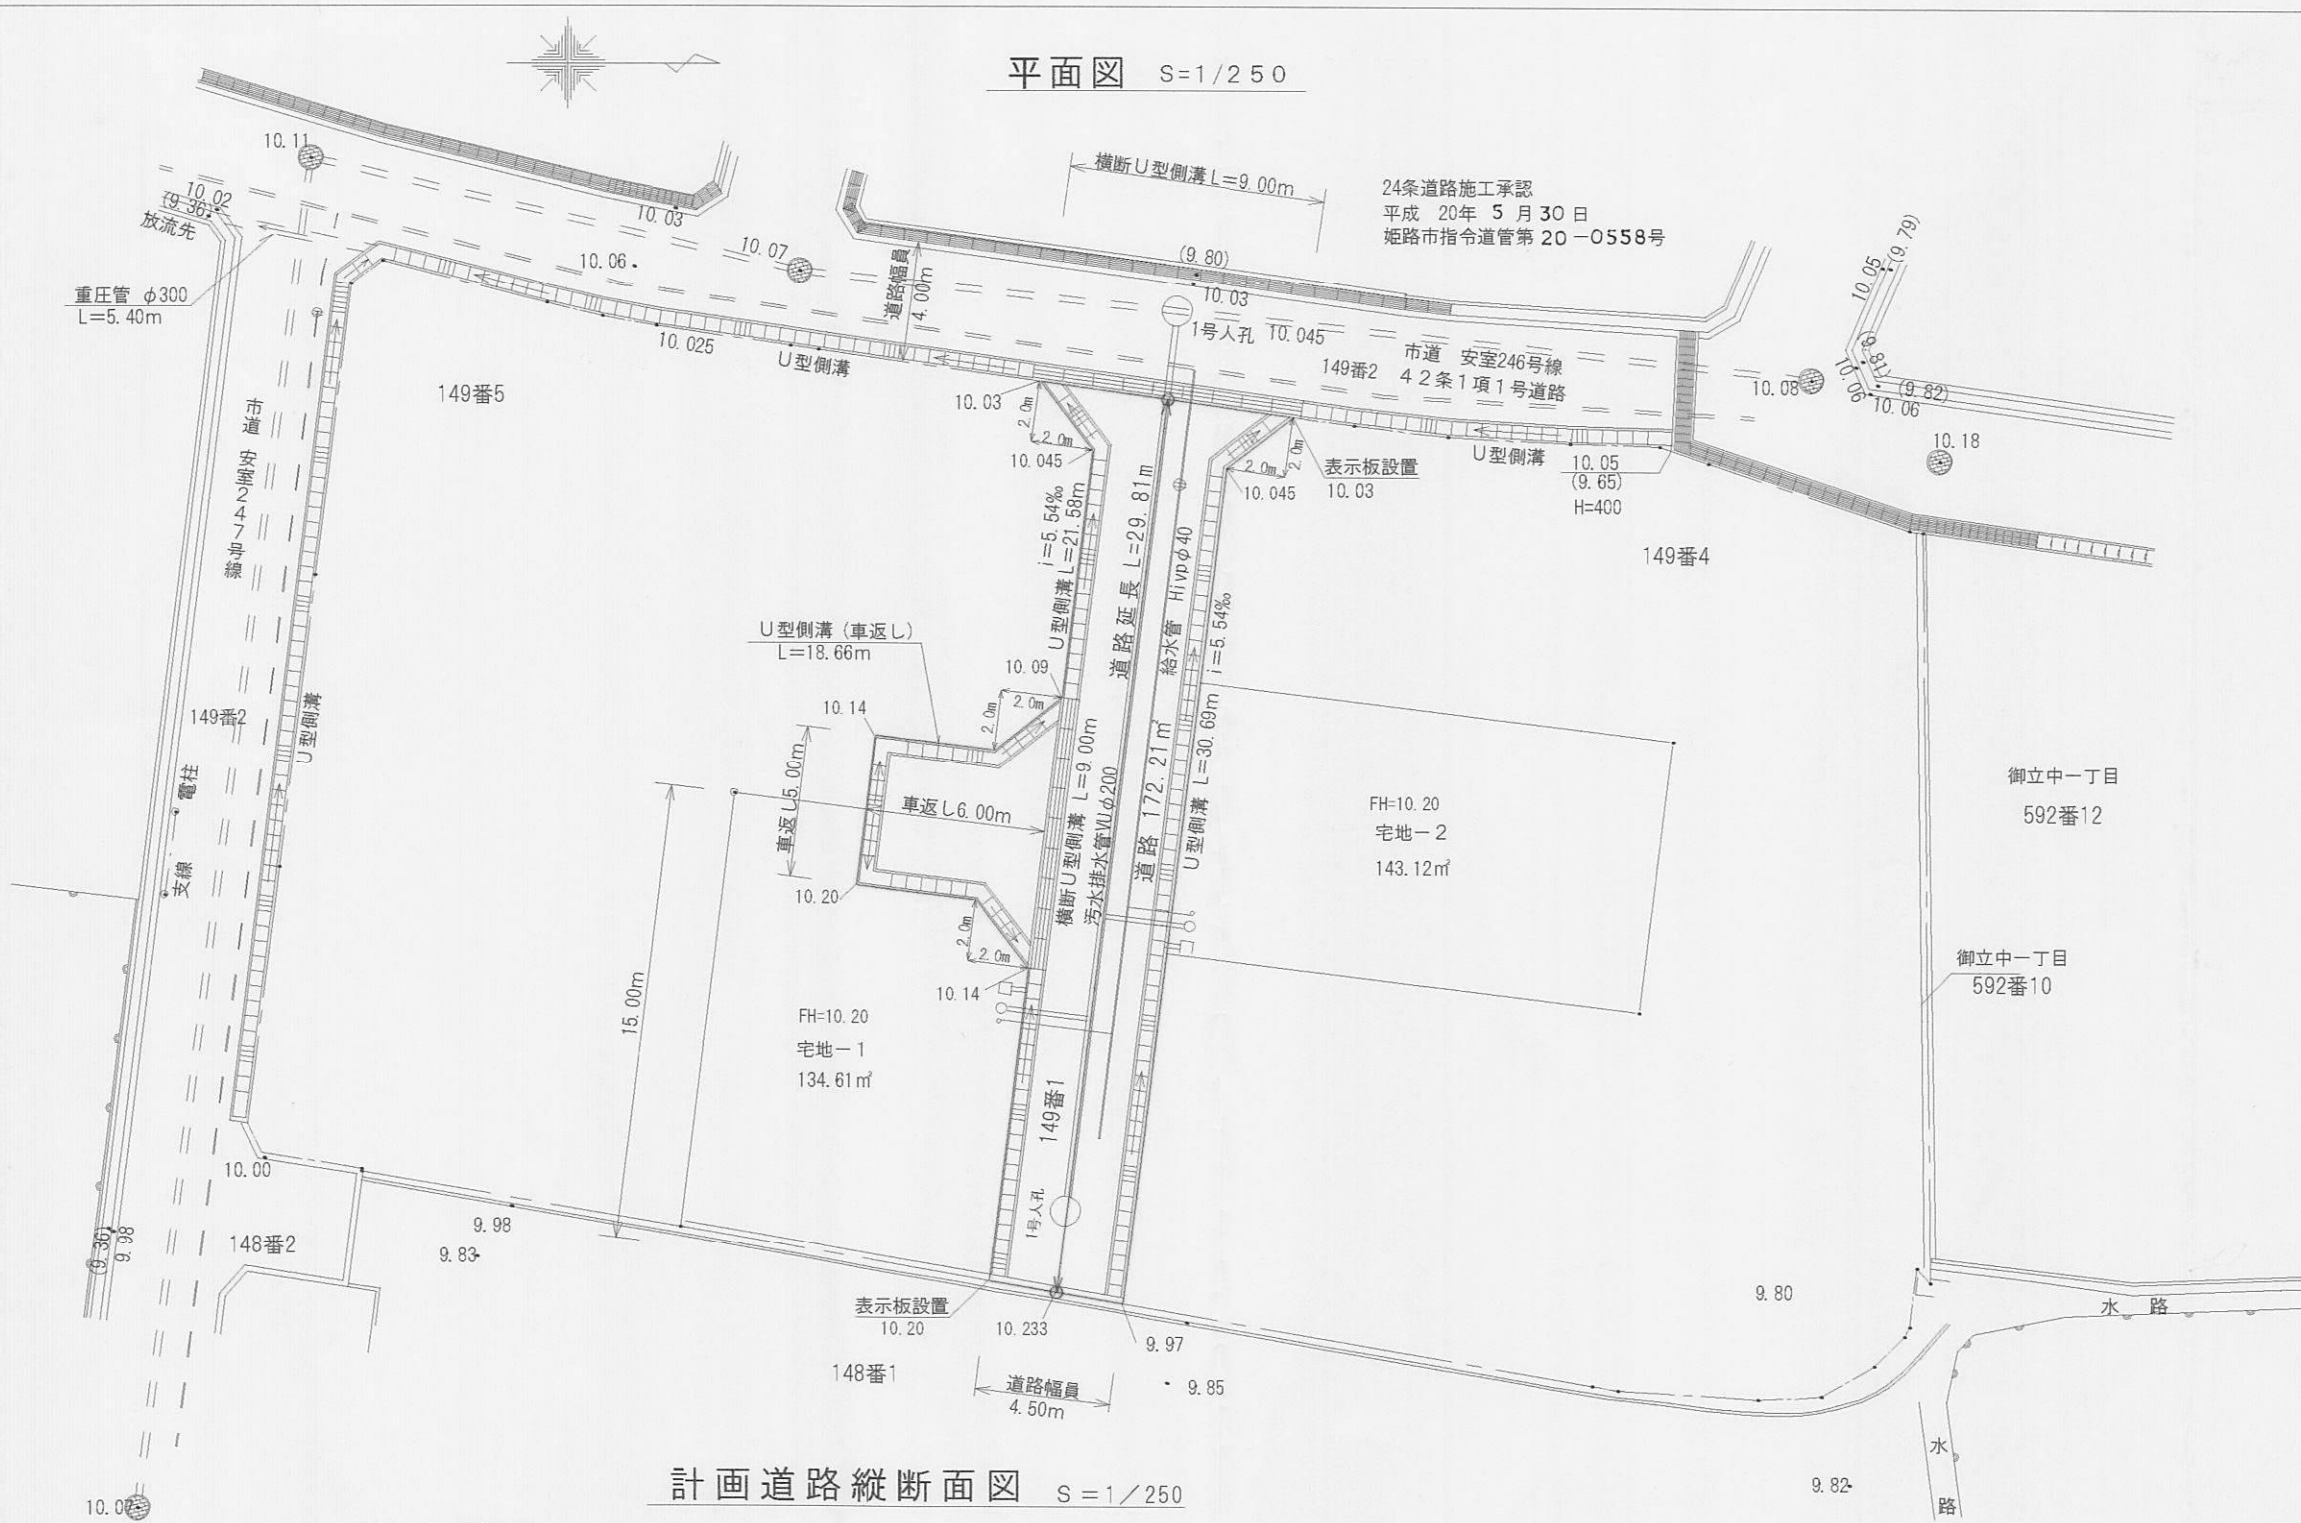 平面図 S=1/250
横断U型側溝L=9.00m
24条道路施工承認
平成 20年 5月30日
姫路市指令道管第20-0558号
10.11
10.02
(9.36)
放流先
10.03
10.06
10.07
道路幅員
4.00m
(9.80)
10.03
10.05
(9.79)
重圧管 φ300
L=5.40m
10.025
U型側溝
1号人孔 10.045
149番2
市道 安室246号線
42条1項1号道路
10.08
(9.81)
10.06
(9.82)
10.06
10.18
149番5
10.03
2.0m
2.0m
10.045
2.0m
2.0m
10.045
表示板設置
10.03
U型側溝
10.05
(9.65)
H=400
149番4
市道 安室247号線
i=5.54‰
U型側溝L=21.58m
道路延長 L=29.81m
給水管 Hivpφ40
i=5.54‰
U型側溝(車返し)
L=18.66m
10.09
2.0m
2.0m
10.14
149番2
U型側溝
電柱
支線
車返し5.00m
車返し6.00m
横断U型側溝 L=9.00m
汚水排水管VUφ200
道路 172.21㎡
U型側溝 L=30.69m
FH=10.20
宅地-2
143.12㎡
御立中一丁目
592番12
10.20
2.0m
2.0m
10.14
15.00m
FH=10.20
宅地-1
134.61㎡
御立中一丁目
592番10
149番1
1号人孔
10.00
148番2
(9.36)
9.98
9.98
9.83
表示板設置
10.20
10.233
9.97
9.80
水路
148番1
道路幅員
4.50m
9.85
水路
9.82
10.07
計画道路縦断面図 S=1/250